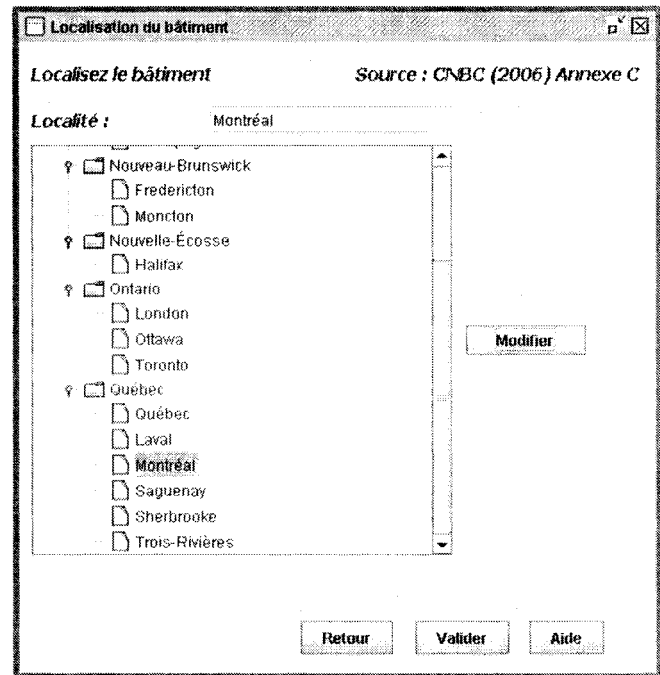 Localisation du bâtiment
Localisez le bâtiment Source : CNBC (2006) Annexe C
Localité : Montréal
Nouveau-Brunswick
Fredericton
Moncton
Nouvelle-Écosse
Halifax
Ontario
London
Ottawa
Toronto
Modifier
Québec
Québec
Laval
Montréal
Saguenay
Sherbrooke
Trois-Rivières
Retour Valider Aide